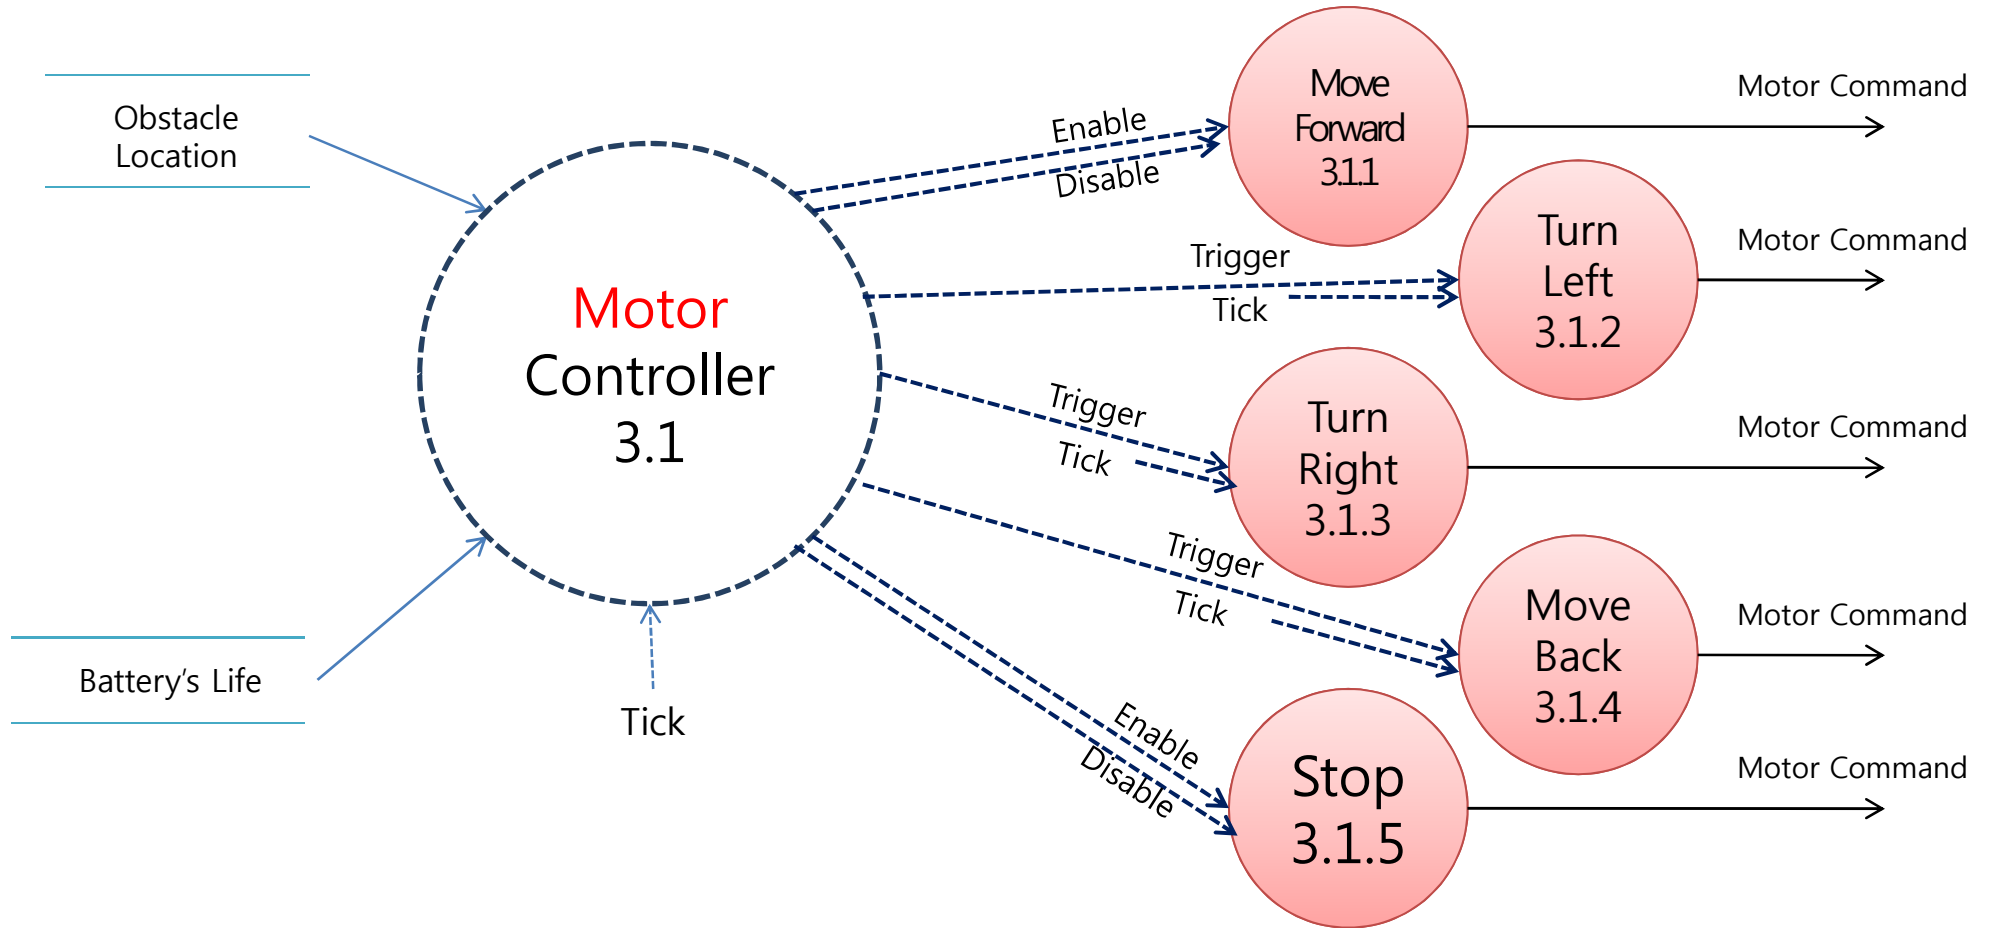 Obstacle
Location
Battery's Life
Motor
Controller
3.1
Tick
Enable
Disable
Trigger
Tick
Trigger
Tick
Trigger
Tick
Enable
Disable
Move
Forward
3.1.1
Turn
Left
3.1.2
Turn
Right
3.1.3
Move
Back
3.1.4
Stop
3.1.5
Motor Command
Motor Command
Motor Command
Motor Command
Motor Command